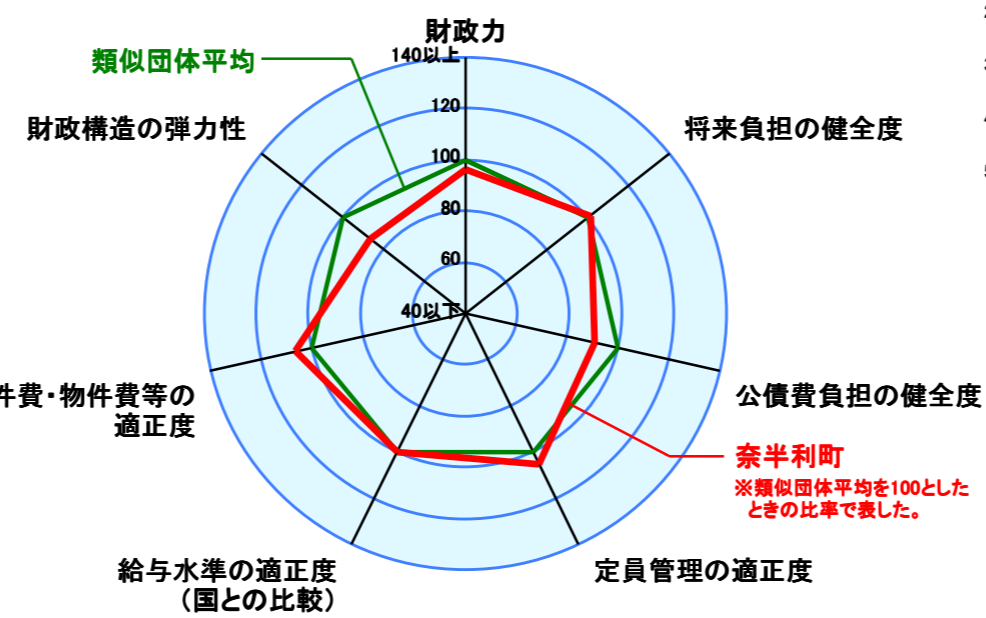 財政力
140以上
類似団体平均
120
財政構造の弾力性
将来負担の健全度
100
80
60
40以下
件費・物件費等の
適正度
公債費負担の健全度
奈半利町
※類似団体平均を100とした
ときの比率で表した。
給与水準の適正度
（国との比較）
定員管理の適正度